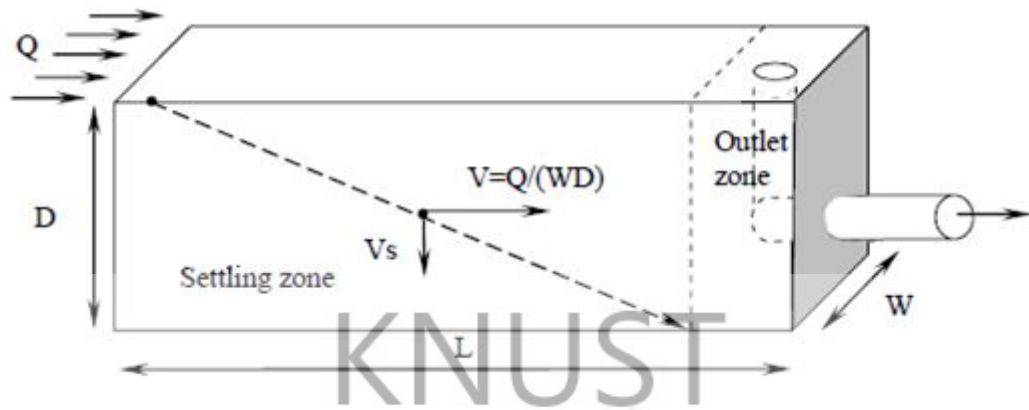 Q
Outlet
zone
V=Q/(WD)
D
Vs
Settling zone
W
L
KNUST